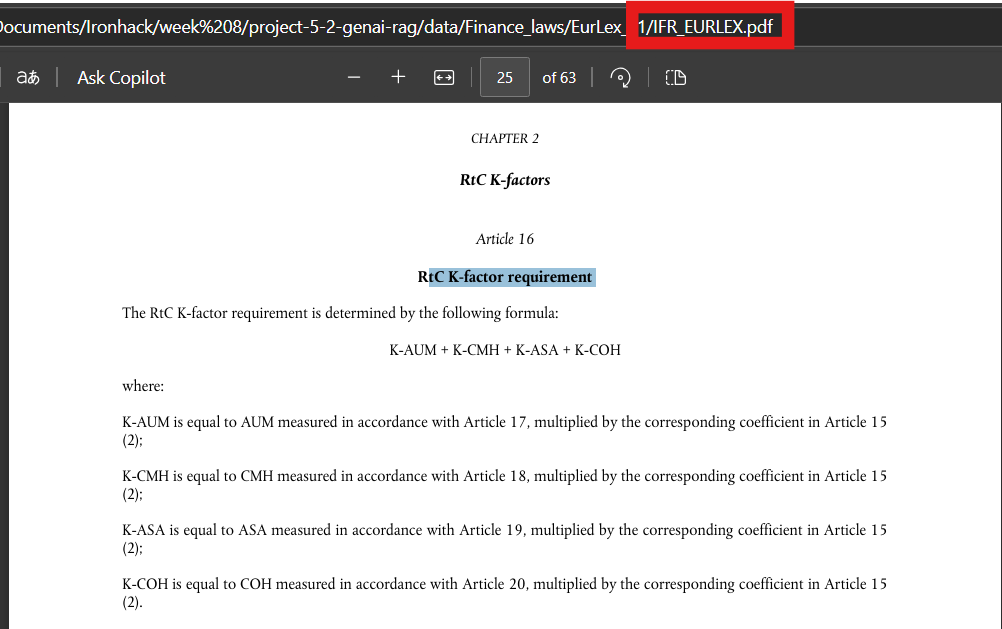 Documents/Ironhack/week%208/project-5-2-genai-rag/data/Finance_laws/EurLex_1/IFR_EURLEX.pdf
aあ Ask Copilot 25 of 63
CHAPTER 2
RtC K-factors
Article 16
RtC K-factor requirement
The RtC K-factor requirement is determined by the following formula:
K-AUM + K-CMH + K-ASA + K-COH
where:
K-AUM is equal to AUM measured in accordance with Article 17, multiplied by the corresponding coefficient in Article 15
(2);
K-CMH is equal to CMH measured in accordance with Article 18, multiplied by the corresponding coefficient in Article 15
(2);
K-ASA is equal to ASA measured in accordance with Article 19, multiplied by the corresponding coefficient in Article 15
(2);
K-COH is equal to COH measured in accordance with Article 20, multiplied by the corresponding coefficient in Article 15
(2).